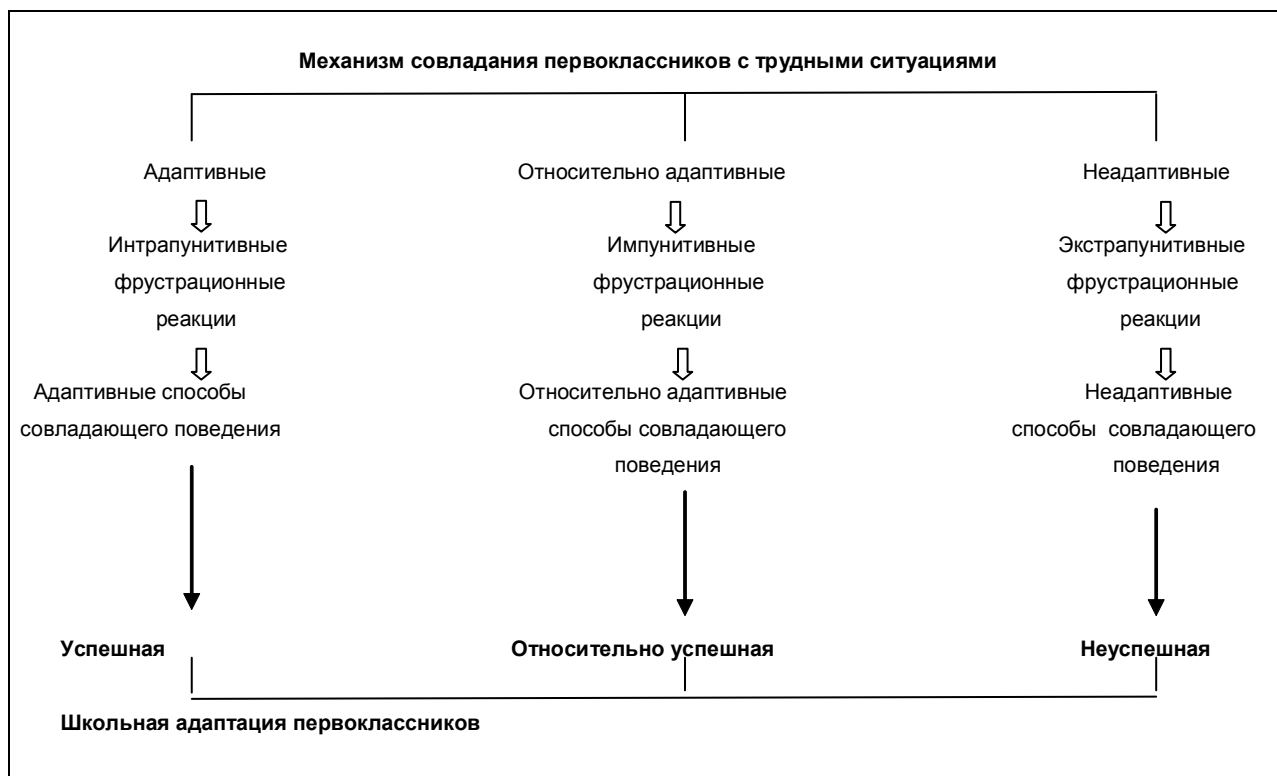 Механизм совладания первоклассников с трудными ситуациями
Адаптивные
Относительно адаптивные
Неадаптивные
Интрапунитивные
фрустрационные
реакции
Импунитивные
фрустрационные
реакции
Экстрапунитивные
фрустрационные
реакции
Адаптивные способы
совладающего поведения
Относительно адаптивные
способы совладающего
поведения
Неадаптивные
способы совладающего
поведения
Успешная
Относительно успешная
Неуспешная
Школьная адаптация первоклассников